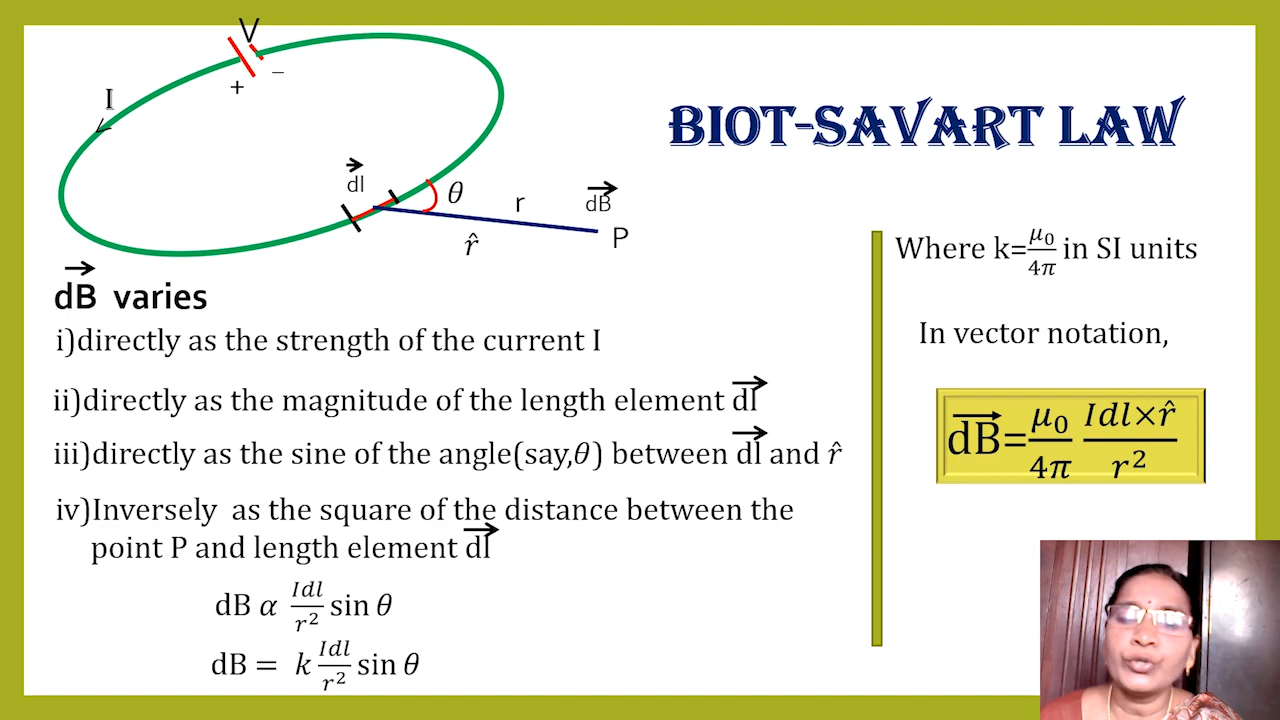 V
+
−
I
dl
θ
r
dB
r̂
P
BIOT-SAVART LAW
dB⃗ varies
i)directly as the strength of the current I
ii)directly as the magnitude of the length element dl⃗
iii)directly as the sine of the angle(say,θ) between dl⃗ and r̂
iv)Inversely as the square of the distance between the
point P and length element dl⃗
dB α Idl/r² sin θ
dB = k Idl/r² sin θ
Where k=μ₀/4π in SI units
In vector notation,
dB⃗=μ₀/4π Idl×r̂/r²